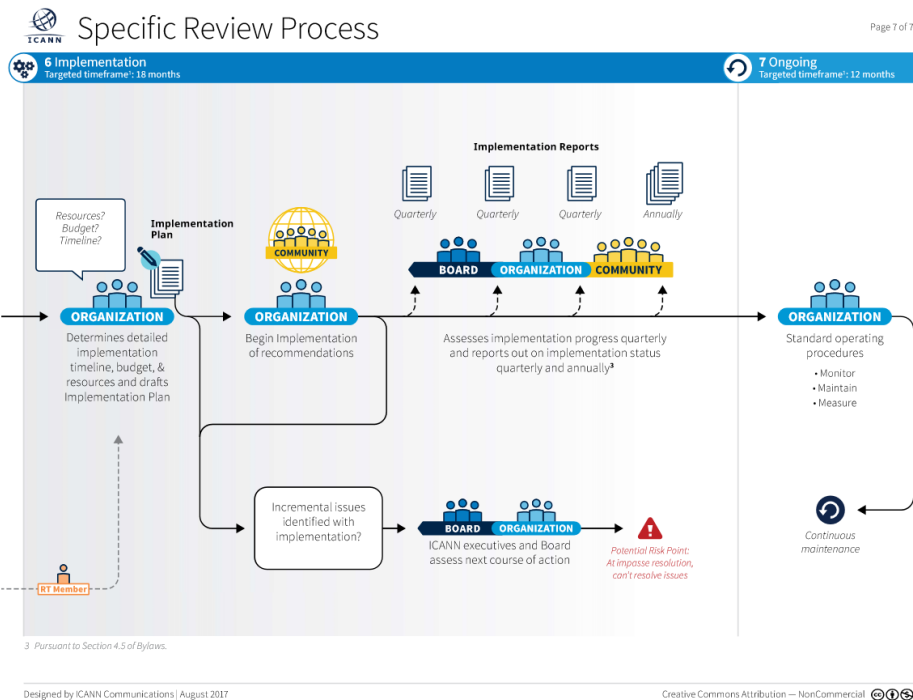 ICANN
Specific Review Process
Page 7 of 7
6 Implementation
Targeted timeframe¹: 18 months
7 Ongoing
Targeted timeframe¹: 12 months
Implementation Reports
Quarterly
Quarterly
Quarterly
Annually
Resources?
Budget?
Timeline?
Implementation
Plan
COMMUNITY
BOARD
ORGANIZATION
COMMUNITY
ORGANIZATION
Determines detailed
implementation
timeline, budget, &
resources and drafts
Implementation Plan
ORGANIZATION
Begin Implementation
of recommendations
Assesses implementation progress quarterly
and reports out on implementation status
quarterly and annually³
ORGANIZATION
Standard operating
procedures
• Monitor
• Maintain
• Measure
Incremental issues
identified with
implementation?
BOARD
ORGANIZATION
ICANN executives and Board
assess next course of action
Potential Risk Point:
At impasse resolution,
can't resolve issues
Continuous
maintenance
RT Member
3 Pursuant to Section 4.5 of Bylaws.
Designed by ICANN Communications | August 2017
Creative Commons Attribution — NonCommercial